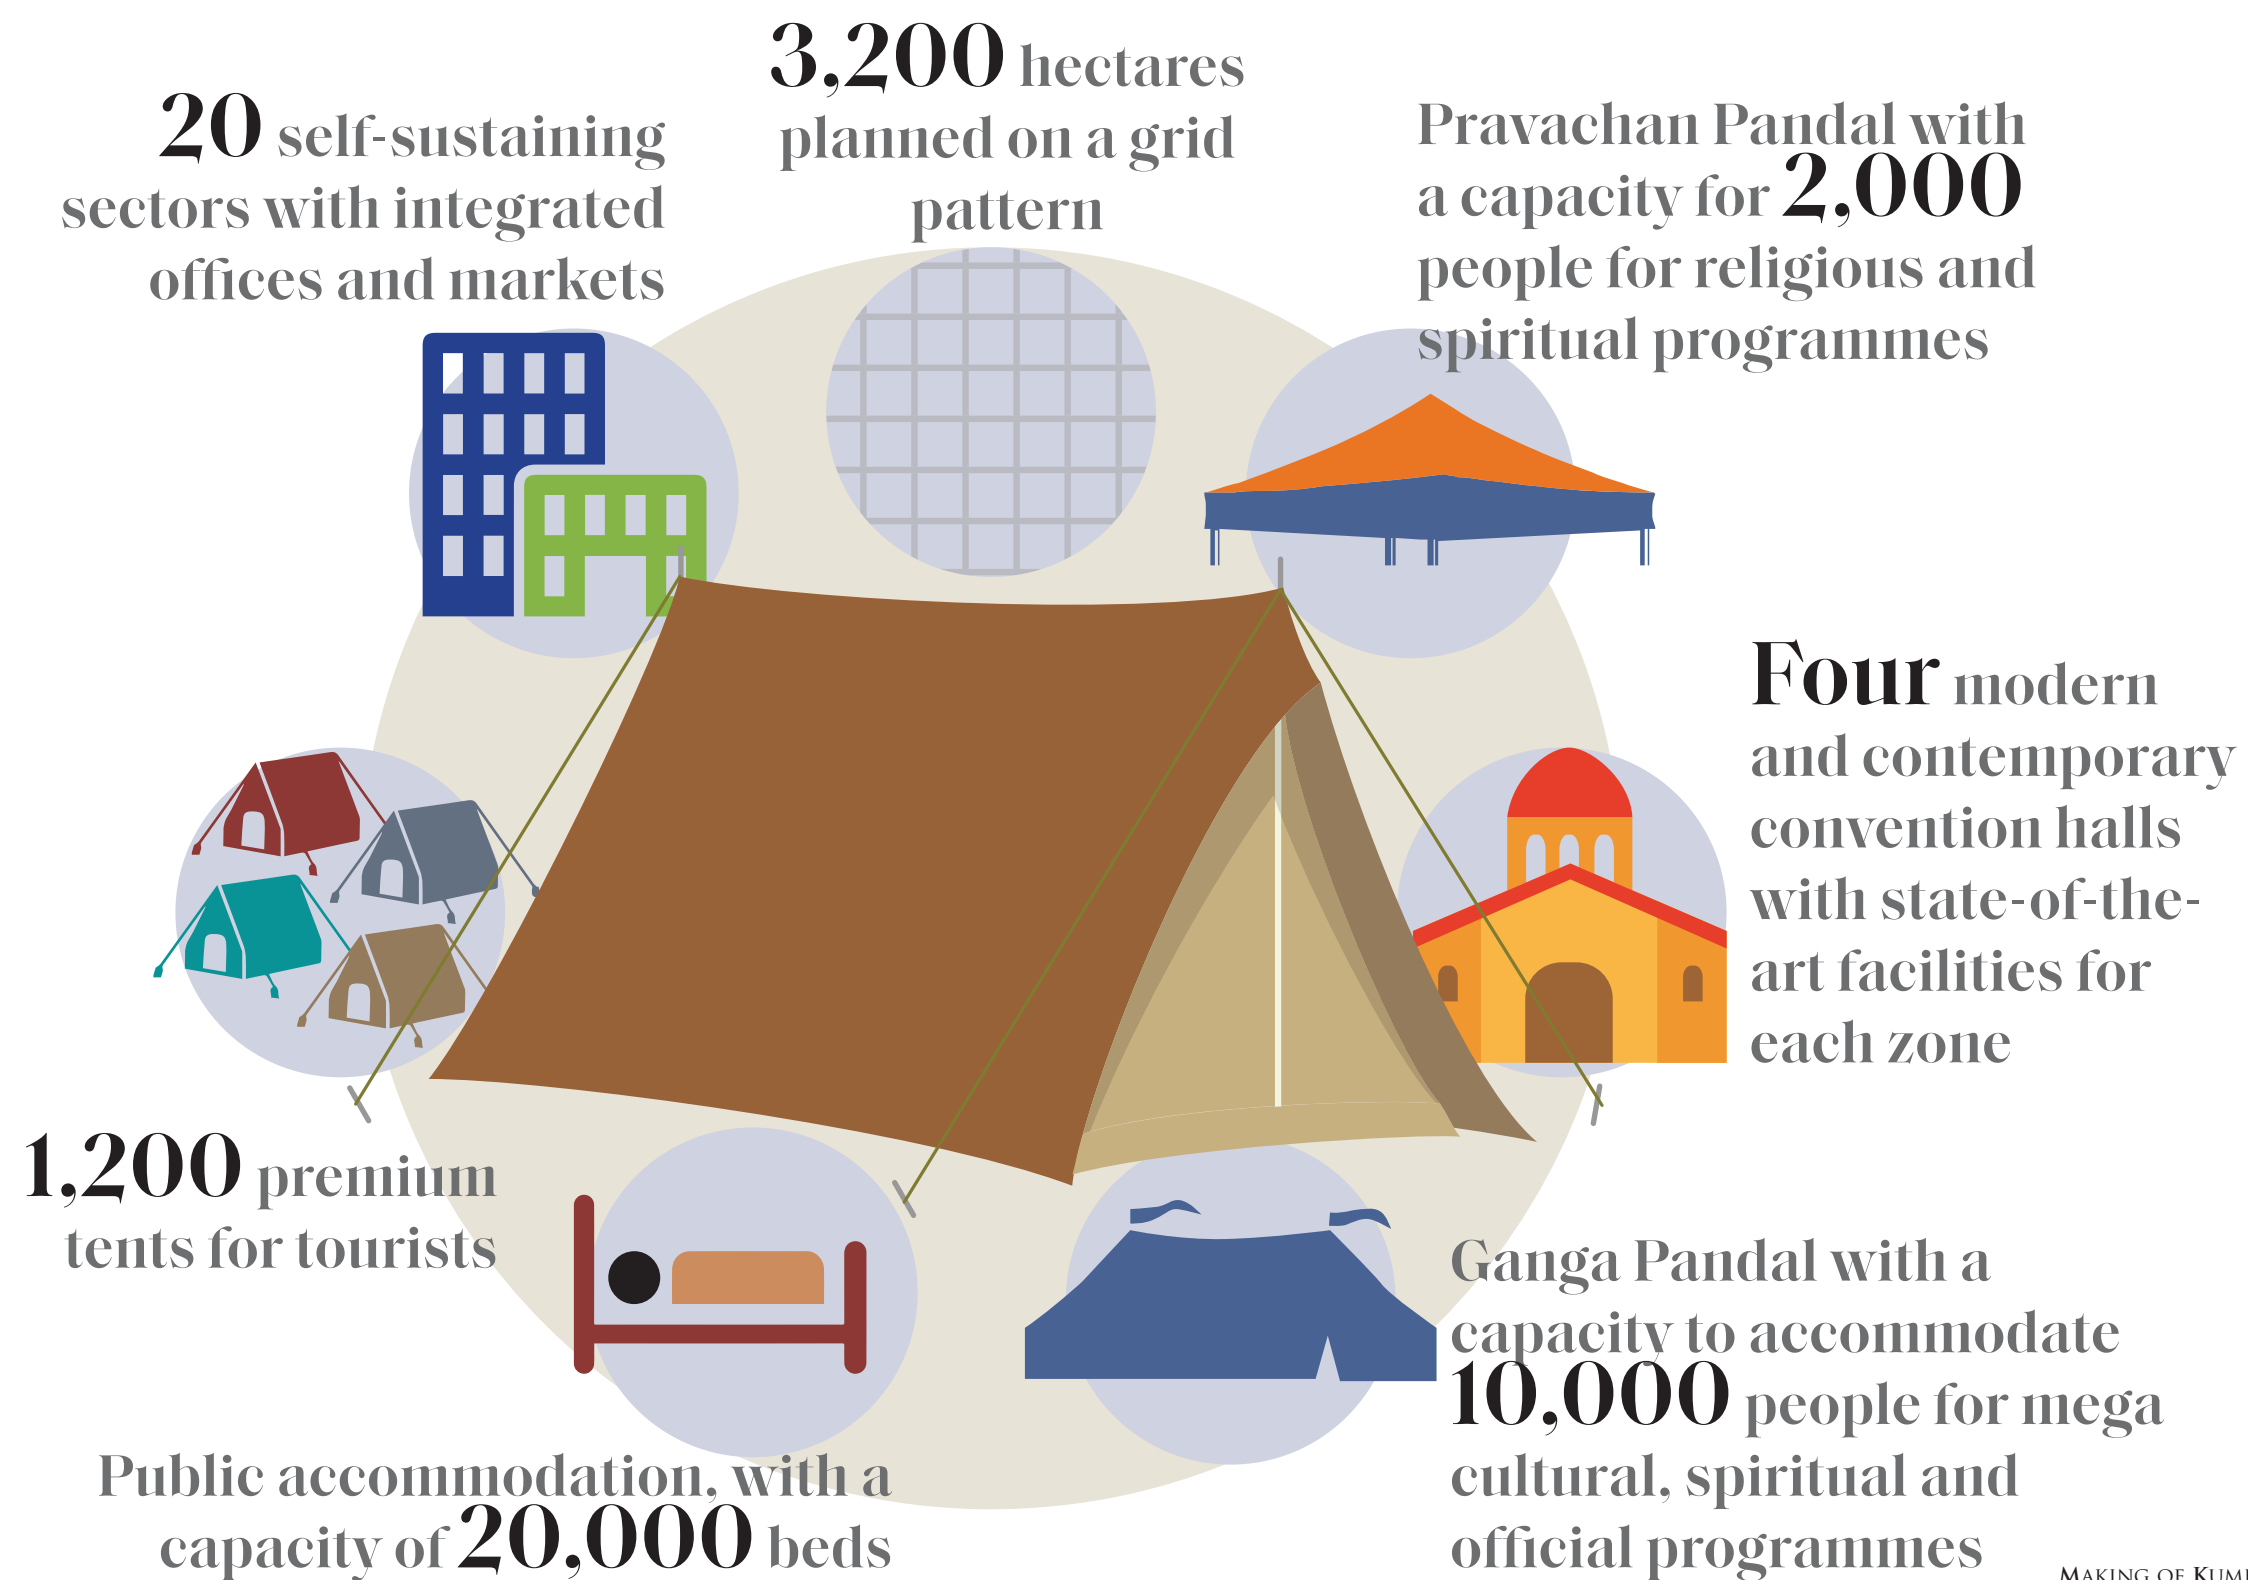 3,200 hectares
planned on a grid
pattern
20 self-sustaining
sectors with integrated
offices and markets
Pravachan Pandal with
a capacity for 2,000
people for religious and
spiritual programmes
Four modern
and contemporary
convention halls
with state-of-the-
art facilities for
each zone
1,200 premium
tents for tourists
Ganga Pandal with a
capacity to accommodate
10,000 people for mega
cultural, spiritual and
official programmes
Public accommodation, with a
capacity of 20,000 beds
MAKING OF